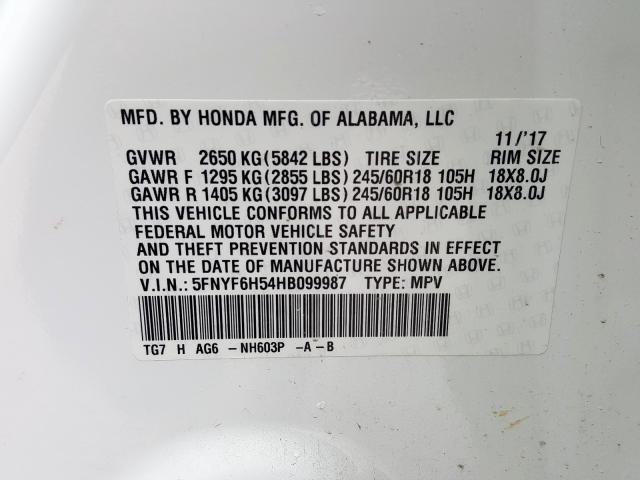 MFD. BY HONDA MFG. OF ALABAMA, LLC
11/'17
GVWR 2650 KG(5842 LBS) TIRE SIZE RIM SIZE
GAWR F 1295 KG(2855 LBS) 245/60R18 105H 18X8.0J
GAWR R 1405 KG(3097 LBS) 245/60R18 105H 18X8.0J
THIS VEHICLE CONFORMS TO ALL APPLICABLE
FEDERAL MOTOR VEHICLE SAFETY
AND THEFT PREVENTION STANDARDS IN EFFECT
ON THE DATE OF MANUFACTURE SHOWN ABOVE.
V.I.N.: 5FNYF6H54HB099987 TYPE: MPV
TG7 H AG6 -NH603P -A-B